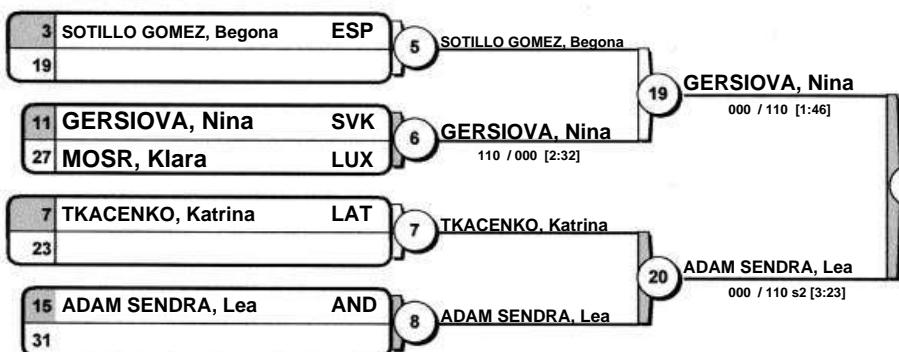 3 SOTILLO GOMEZ, Begona ESP
19
5
SOTILLO GOMEZ, Begona
11 GERSIOVA, Nina SVK
27 MOSR, Klara LUX
6
GERSIOVA, Nina
110 / 000 [2:32]
19
GERSIOVA, Nina
000 / 110 [1:46]
7 TKACENKO, Katrina LAT
23
7
TKACENKO, Katrina
15 ADAM SENDRA, Lea AND
31
8
ADAM SENDRA, Lea
20
ADAM SENDRA, Lea
000 / 110 s2 [3:23]